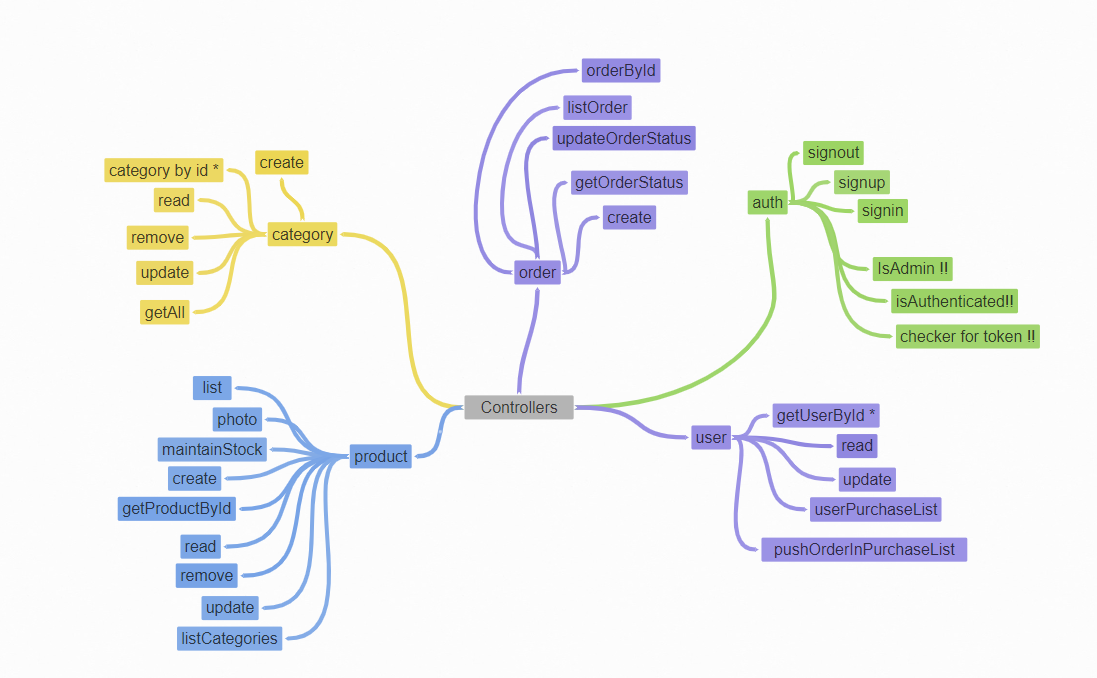 orderById
listOrder
updateOrderStatus
getOrderStatus
create
order
category by id *
create
read
remove
update
getAll
category
signout
signup
signin
auth
IsAdmin !!
isAuthenticated!!
checker for token !!
Controllers
list
photo
maintainStock
create
getProductById
read
remove
update
listCategories
product
user
getUserById *
read
update
userPurchaseList
pushOrderInPurchaseList